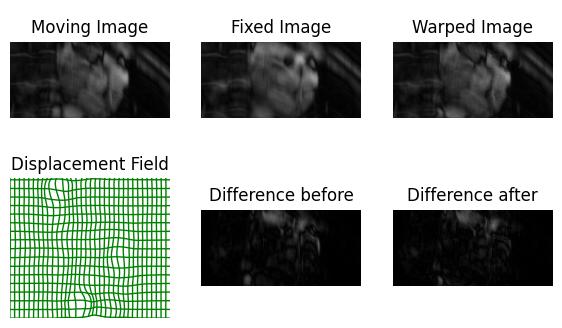 Moving Image
Fixed Image
Warped Image
Displacement Field
Difference before
Difference after